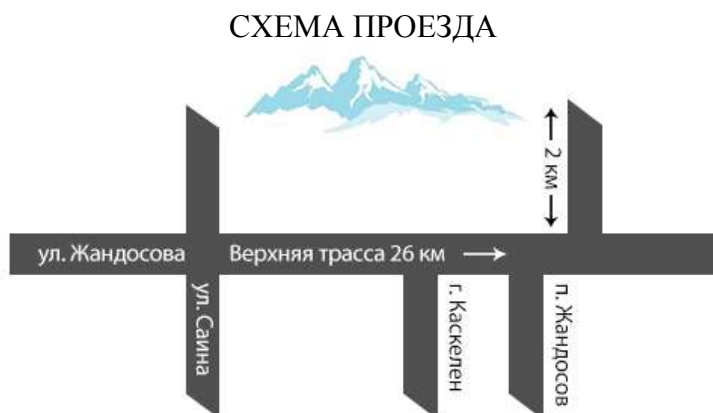 СХЕМА ПРОЕЗДА
2 км
ул. Жандосова
Верхняя трасса 26 км
ул. Саина
г. Каскелен
п. Жандосов